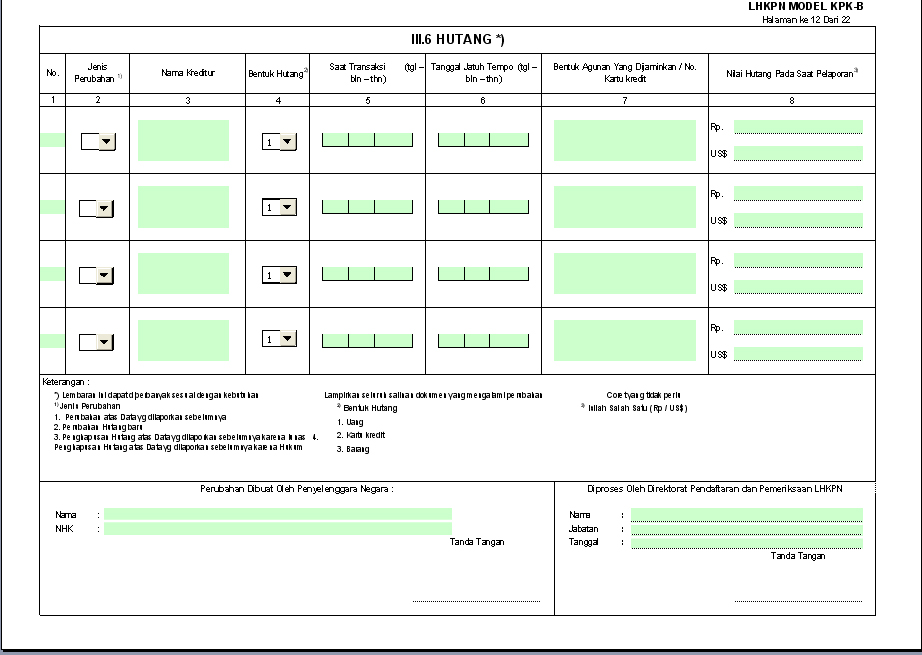 LHKPN MODEL KPK-B
Halaman ke 12 Dari 22
III.6 HUTANG *)
No. Jenis Perubahan 1) Nama Kreditur Bentuk Hutang 2) Saat Transaksi (tgl – bln – thn) Tanggal Jatuh Tempo (tgl – bln – thn) Bentuk Agunan Yang Dijaminkan / No. Kartu kredit Nilai Hutang Pada Saat Pelaporan 3)
1 2 3 4 5 6 7 8
1 Rp.
US$
1 Rp.
US$
1 Rp.
US$
1 Rp.
US$
Keterangan :
*) Lembaran ini dapat diperbanyak sesuai dengan kebutuhan
1) Jenis Perubahan
1. Perubahan atas Data yg dilaporkan sebelumnya
2. Perubahan Hutang baru
3. Penghapusan Hutang atas Data yg dilaporkan sebelumnya karena lunas 4.
Penghapusan Hutang atas Data yg dilaporkan sebelumnya karena Hukum
Lampirkan seluruh salinan dokumen yang mengalami perubahan
2) Bentuk Hutang
1. Uang
2. Kartu kredit
3. Barang
Coret yang tidak perlu
3) Isilah Salah Satu (Rp / US$)
Perubahan Dibuat Oleh Penyelenggara Negara :
Nama :
NHK :
Tanda Tangan
Diproses Oleh Direktorat Pendaftaran dan Pemeriksaan LHKPN
Nama :
Jabatan :
Tanggal :
Tanda Tangan